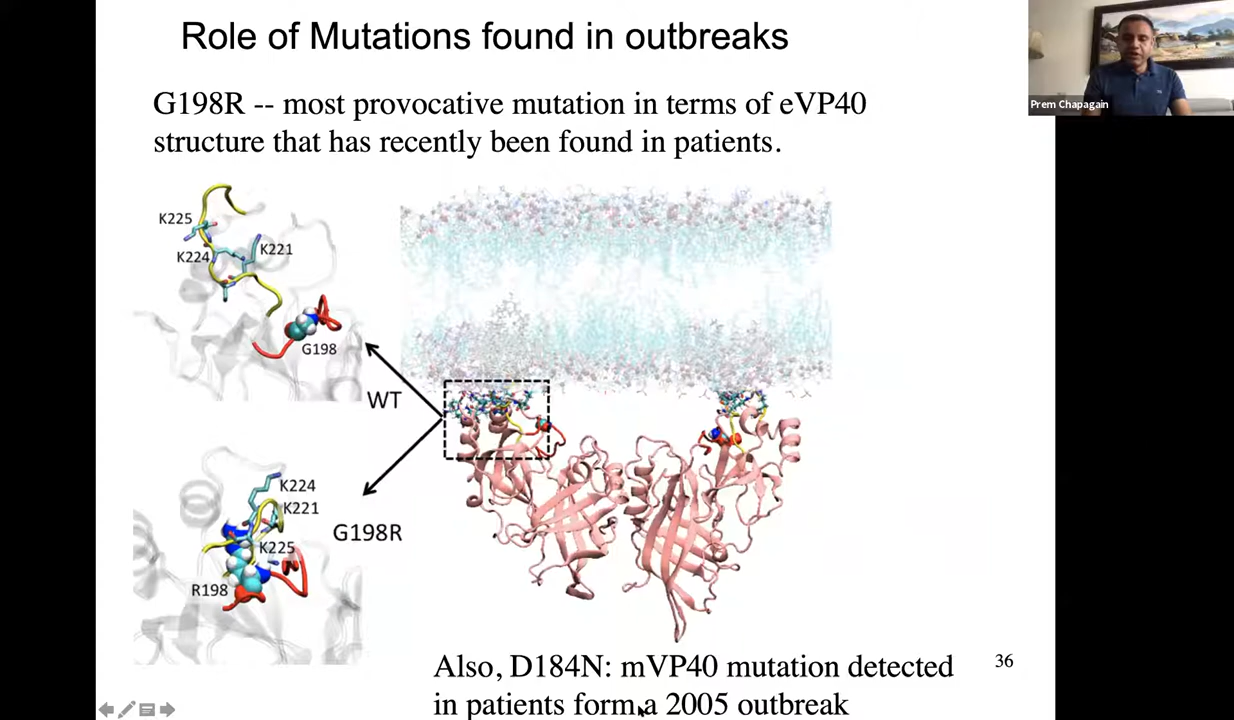 Role of Mutations found in outbreaks
Prem Chapagain
G198R -- most provocative mutation in terms of eVP40
structure that has recently been found in patients.
K225
K224
K221
G198
WT
K224
K221
K225
G198R
R198
Also, D184N: mVP40 mutation detected
in patients form a 2005 outbreak
36